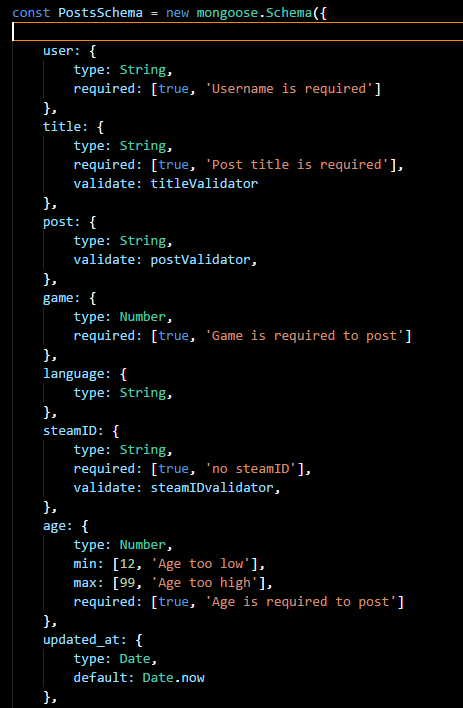 const PostsSchema = new mongoose.Schema({
user: {
type: String,
required: [true, 'Username is required']
},
title: {
type: String,
required: [true, 'Post title is required'],
validate: titleValidator
},
post: {
type: String,
validate: postValidator,
},
game: {
type: Number,
required: [true, 'Game is required to post']
},
language: {
type: String,
},
steamID: {
type: String,
required: [true, 'no steamID'],
validate: steamIDvalidator,
},
age: {
type: Number,
min: [12, 'Age too low'],
max: [99, 'Age too high'],
required: [true, 'Age is required to post']
},
updated_at: {
type: Date,
default: Date.now
},